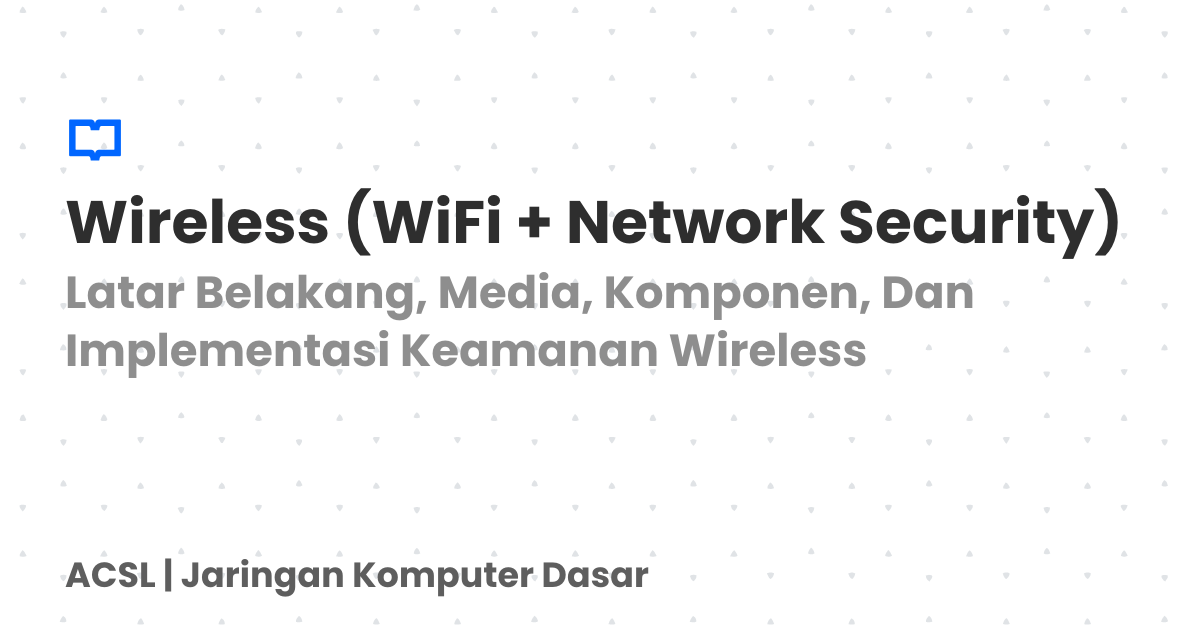 Wireless (WiFi + Network Security)
Latar Belakang, Media, Komponen, Dan
Implementasi Keamanan Wireless
ACSL | Jaringan Komputer Dasar